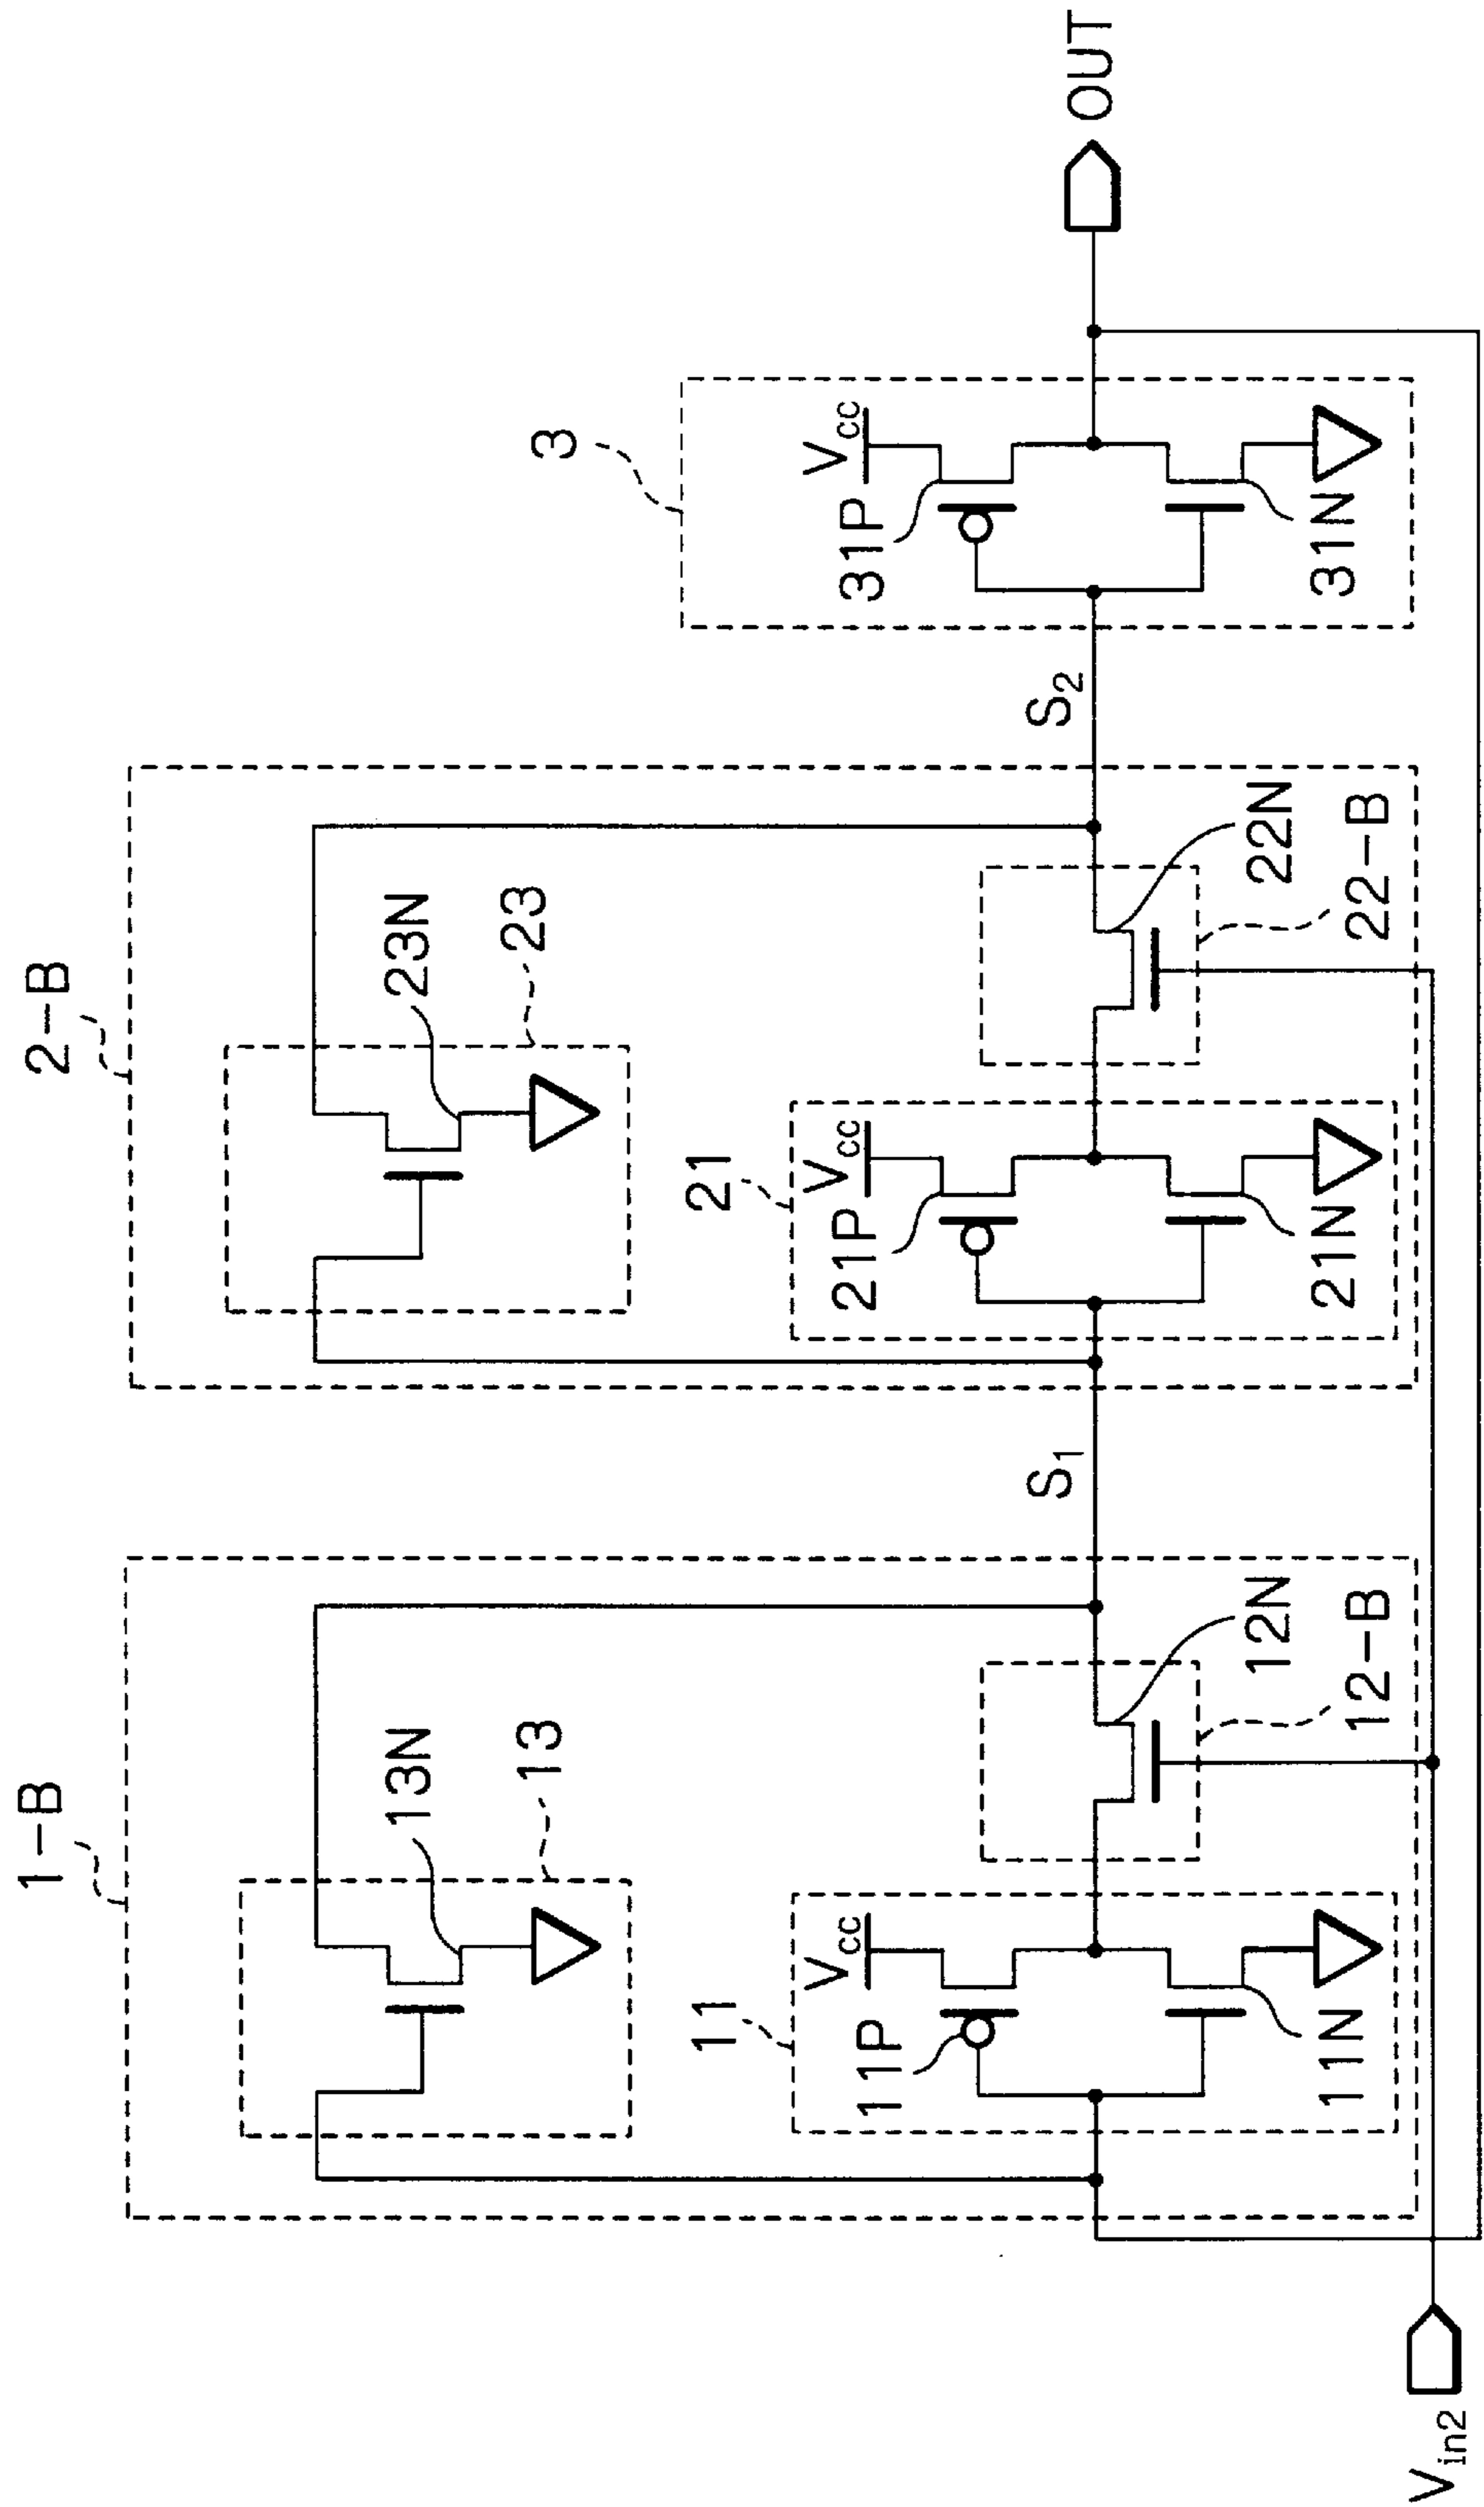 1-B
2-B
13N
13
23N
23
3
11
21
Vcc
Vcc
Vcc
11P
21P
31P
S1
S2
OUT
11N
12N
21N
22N
31N
12-B
22-B
Vin2